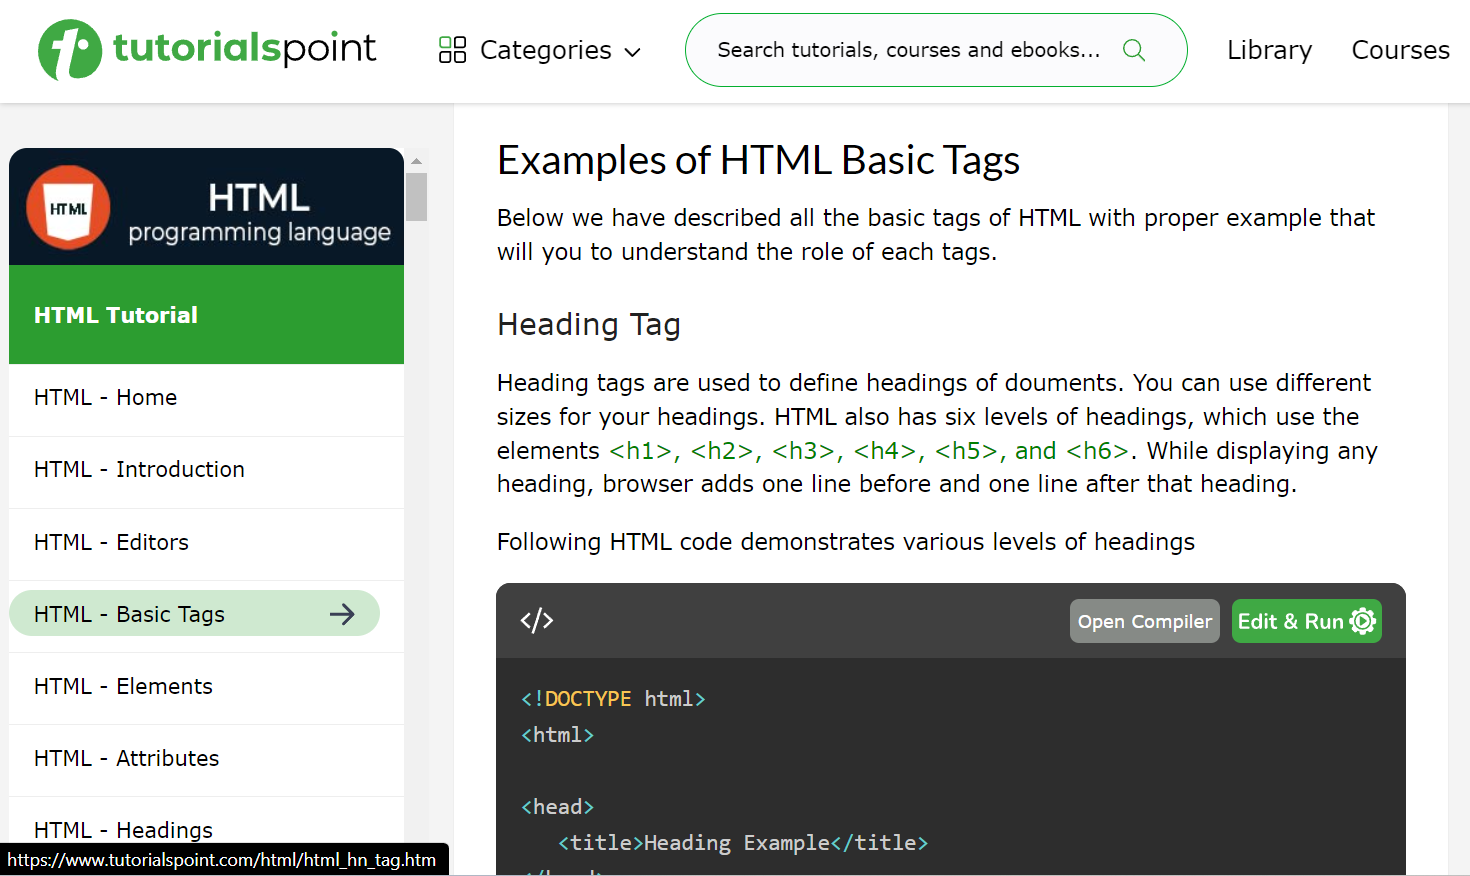 tutorialspoint
Categories
Search tutorials, courses and ebooks...
Library
Courses
HTML
HTML
programming language
HTML Tutorial
HTML - Home
HTML - Introduction
HTML - Editors
HTML - Basic Tags
HTML - Elements
HTML - Attributes
HTML - Headings
https://www.tutorialspoint.com/html/html_hn_tag.htm
Examples of HTML Basic Tags
Below we have described all the basic tags of HTML with proper example that
will you to understand the role of each tags.
Heading Tag
Heading tags are used to define headings of douments. You can use different
sizes for your headings. HTML also has six levels of headings, which use the
elements <h1>, <h2>, <h3>, <h4>, <h5>, and <h6>. While displaying any
heading, browser adds one line before and one line after that heading.
Following HTML code demonstrates various levels of headings
</>
Open Compiler
Edit & Run
<!DOCTYPE html>
<html>
<head>
<title>Heading Example</title>